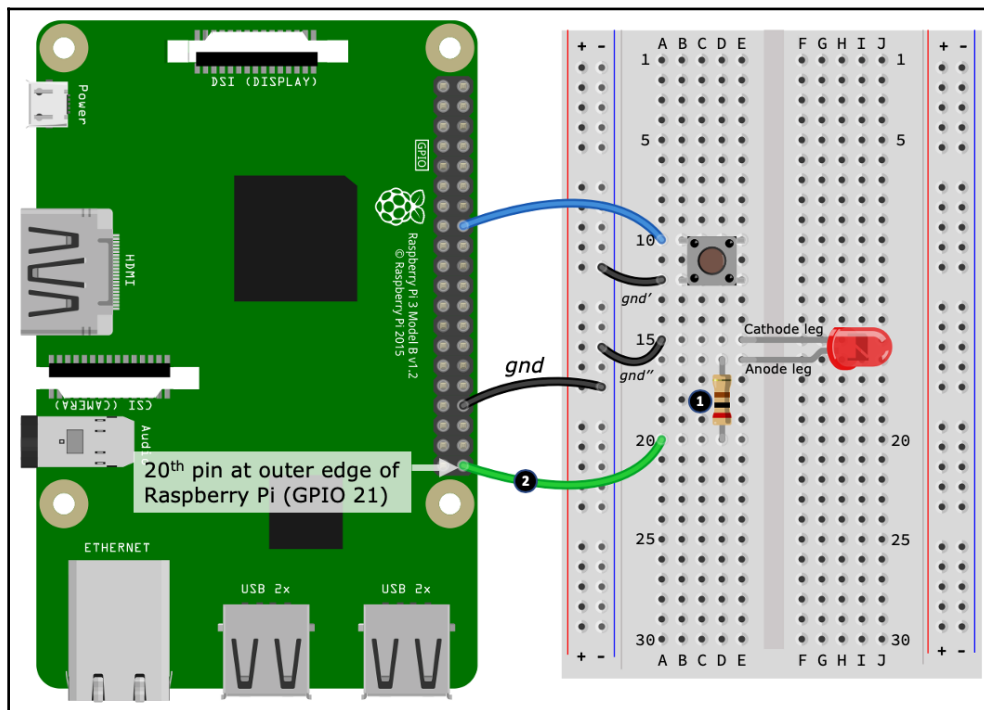 DSI (DISPLAY)
Power
GPIO
HDMI
Raspberry Pi 3 Model B v1.2
© Raspberry Pi 2015
CSI (CAMERA)
Audio
20th pin at outer edge of
Raspberry Pi (GPIO 21)
ETHERNET
USB 2x
USB 2x
gnd
gnd'
gnd''
1
2
Cathode leg
Anode leg
+ - A B C D E F G H I J + -
1 1
5 5
10 10
15 15
20 20
25 25
30 30
+ - A B C D E F G H I J + -